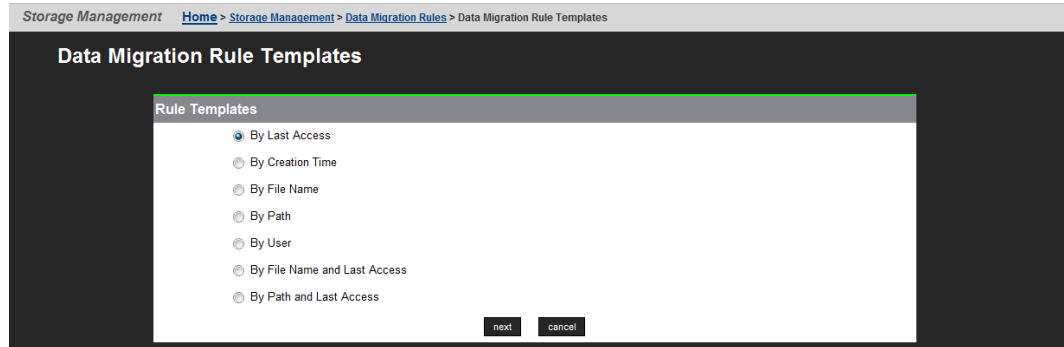 Storage Management Home > Storage Management > Data Migration Rules > Data Migration Rule Templates
Data Migration Rule Templates
Rule Templates
By Last Access
By Creation Time
By File Name
By Path
By User
By File Name and Last Access
By Path and Last Access
next cancel